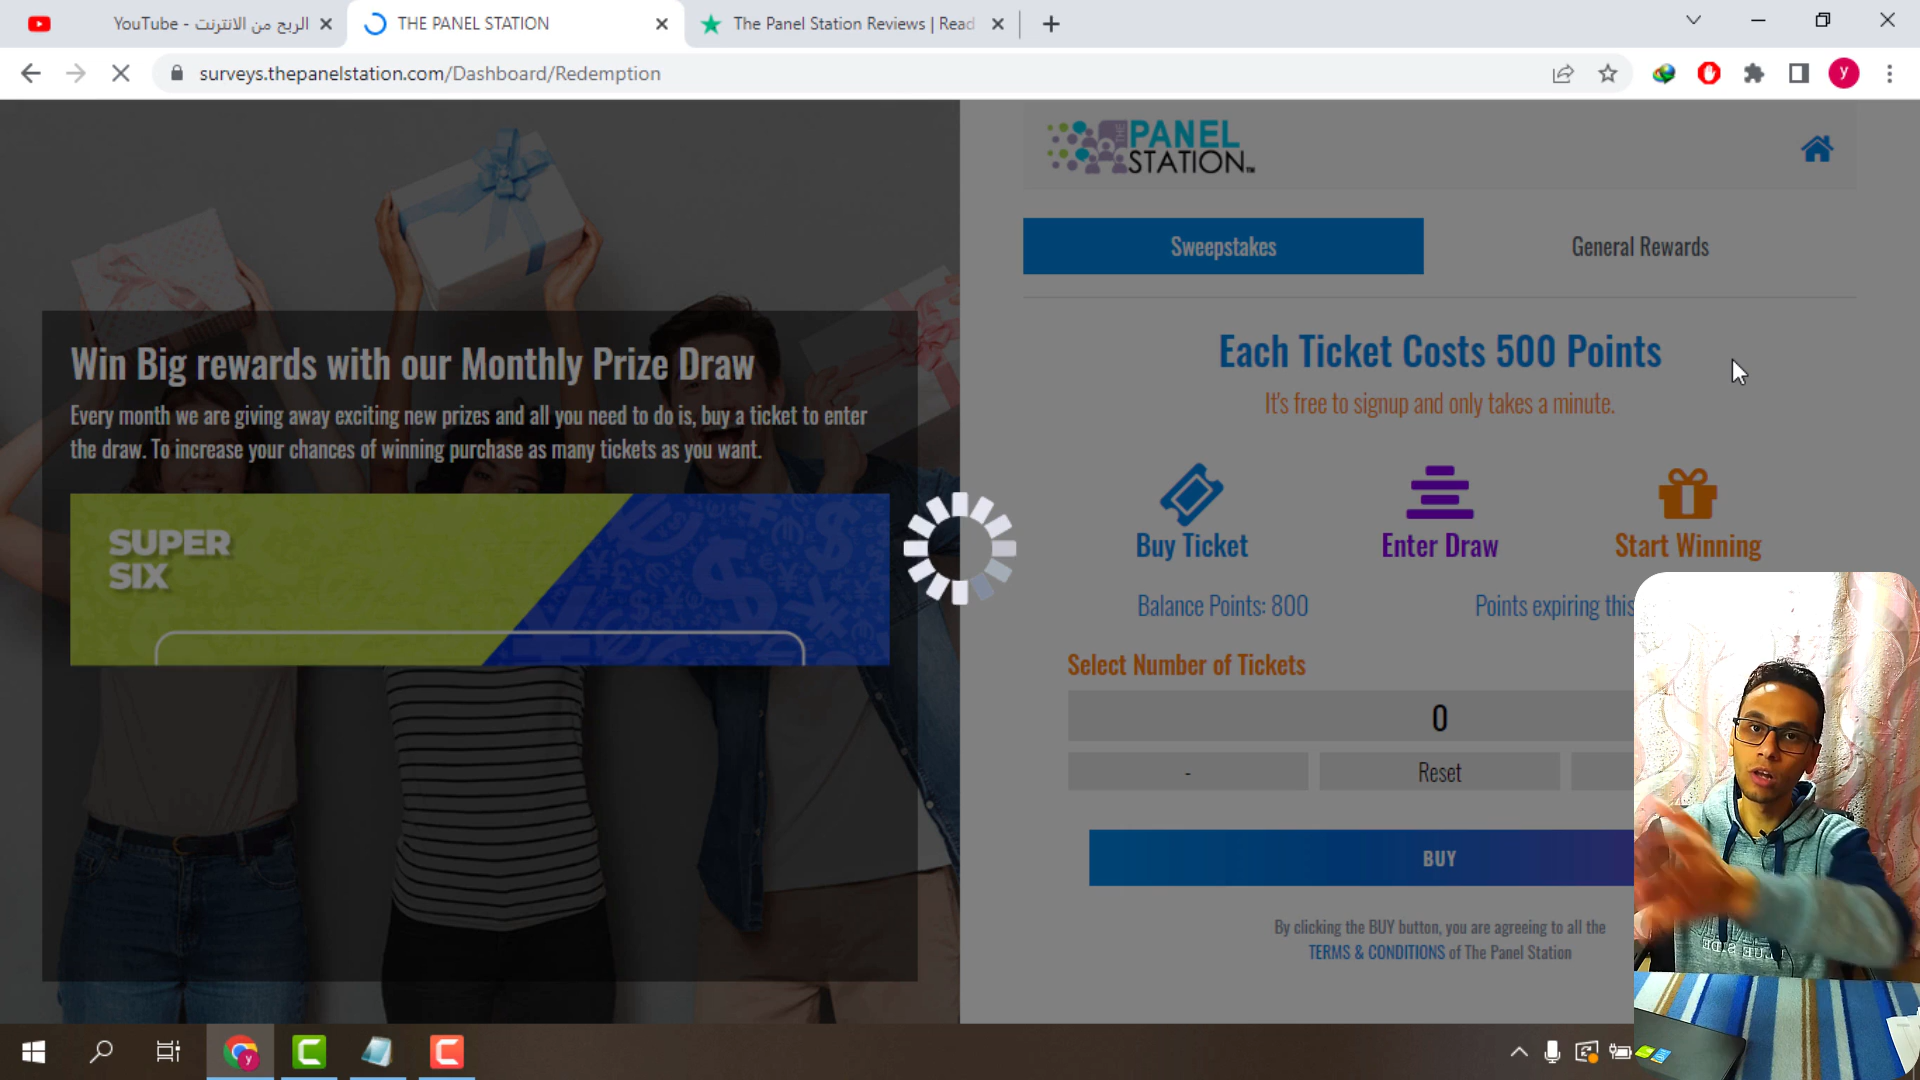 الربح من الانترنت - YouTube
THE PANEL STATION
The Panel Station Reviews | Read
surveys.thepanelstation.com/Dashboard/Redemption
y
THE PANEL
STATION™
Sweepstakes
General Rewards
Win Big rewards with our Monthly Prize Draw
Every month we are giving away exciting new prizes and all you need to do is, buy a ticket to enter
the draw. To increase your chances of winning purchase as many tickets as you want.
SUPER
SIX
Each Ticket Costs 500 Points
It's free to signup and only takes a minute.
Buy Ticket
Enter Draw
Start Winning
Balance Points: 800
Points expiring this
Select Number of Tickets
0
-
Reset
BUY
By clicking the BUY button, you are agreeing to all the
TERMS & CONDITIONS of The Panel Station